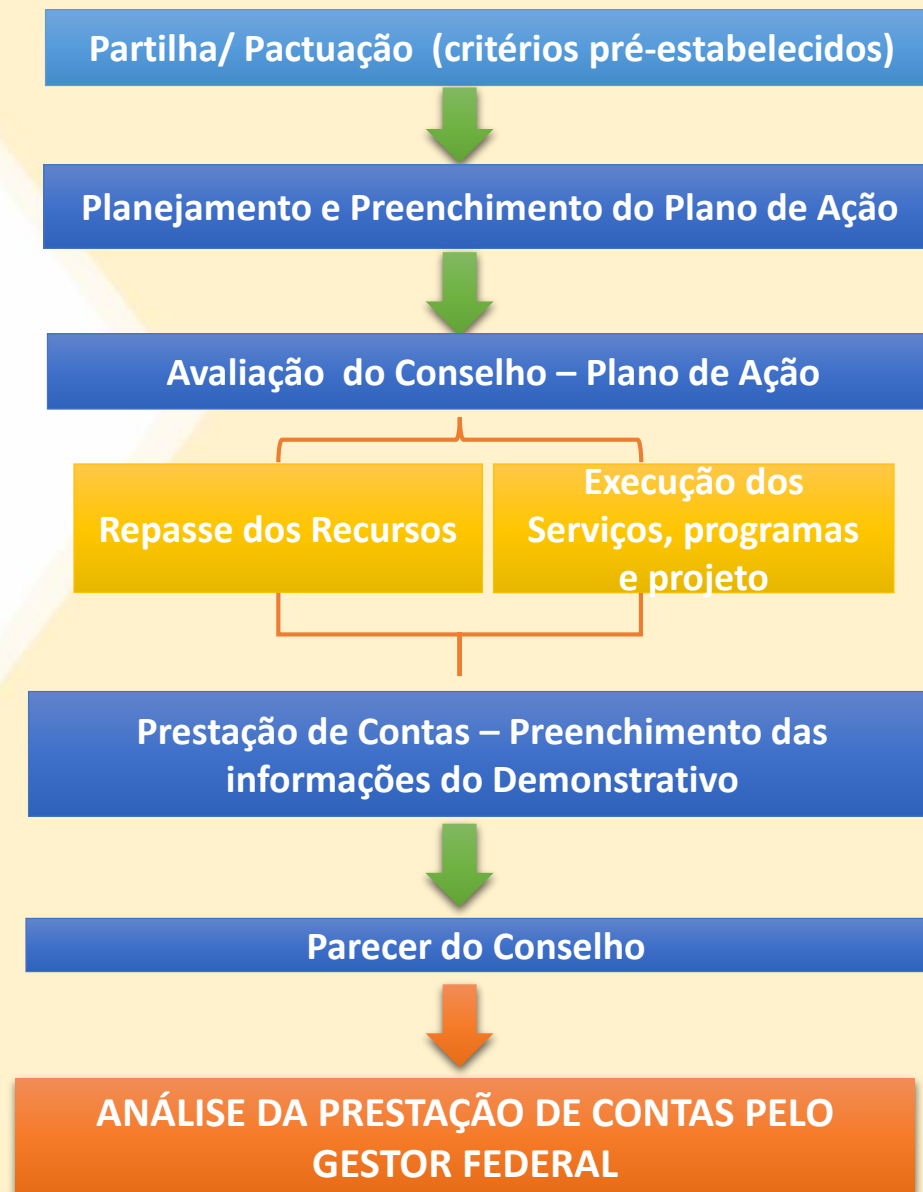 Partilha/ Pactuação (critérios pré-estabelecidos)
Planejamento e Preenchimento do Plano de Ação
Avaliação do Conselho – Plano de Ação
Repasse dos Recursos
Execução dos
Serviços, programas
e projeto
Prestação de Contas – Preenchimento das
informações do Demonstrativo
Parecer do Conselho
ANÁLISE DA PRESTAÇÃO DE CONTAS PELO
GESTOR FEDERAL